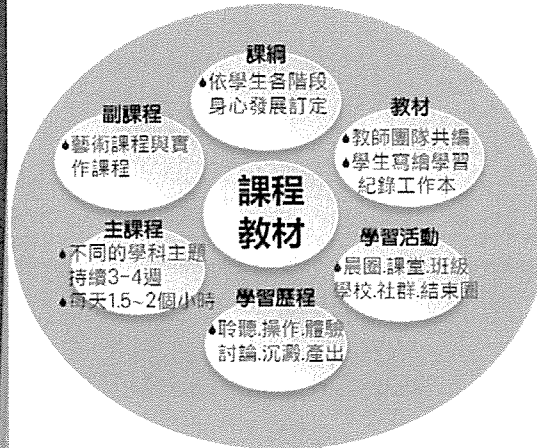 課綱
依學生各階段
身心發展訂定
副課程
藝術課程與實
作課程
教材
教師團隊共編
學生寫繪學習
紀錄工作本
課程
教材
主課程
不同的學科主題
持續3-4週
每天1.5~2個小時
學習活動
晨圈.課堂.班級
學校.社群.結束圈
學習歷程
聆聽.操作.體驗
討論.沉澱.產出